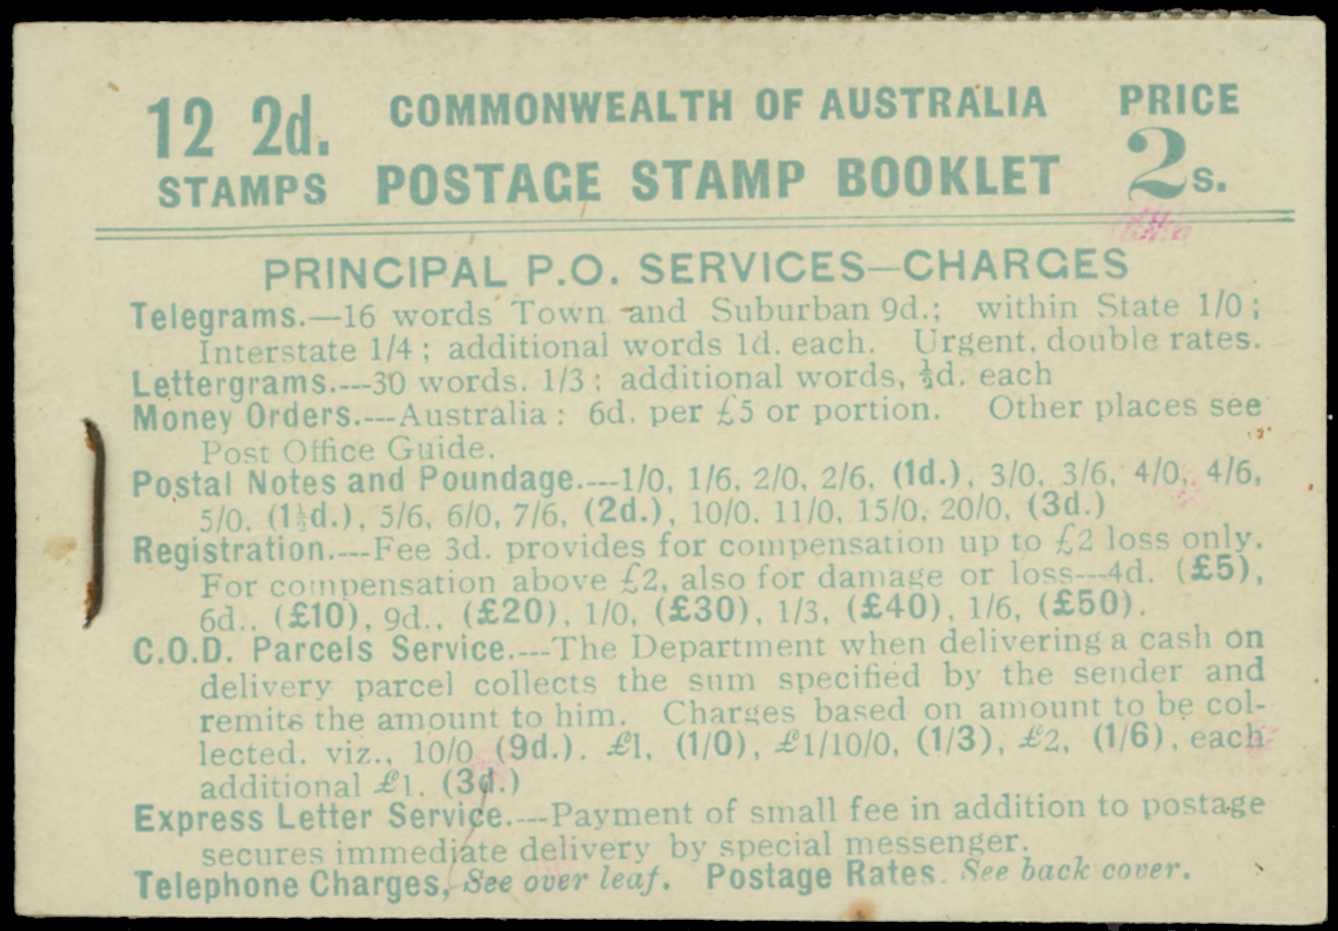 12 2d. COMMONWEALTH OF AUSTRALIA PRICE
STAMPS POSTAGE STAMP BOOKLET 2s.
PRINCIPAL P.O. SERVICES—CHARGES
Telegrams.—16 words Town and Suburban 9d.; within State 1/0;
Interstate 1/4; additional words 1d. each. Urgent, double rates.
Lettergrams.---30 words, 1/3; additional words, ½d. each
Money Orders.---Australia: 6d. per £5 or portion. Other places see
Post Office Guide.
Postal Notes and Poundage.---1/0, 1/6, 2/0, 2/6, (1d.), 3/0, 3/6, 4/0, 4/6,
5/0, (1½d.), 5/6, 6/0, 7/6, (2d.), 10/0, 11/0, 15/0, 20/0, (3d.)
Registration.---Fee 3d. provides for compensation up to £2 loss only.
For compensation above £2, also for damage or loss---4d. (£5),
6d., (£10), 9d., (£20), 1/0, (£30), 1/3, (£40), 1/6, (£50).
C.O.D. Parcels Service.---The Department when delivering a cash on
delivery parcel collects the sum specified by the sender and
remits the amount to him. Charges based on amount to be col-
lected, viz., 10/0 (9d.), £1, (1/0), £1/10/0, (1/3), £2, (1/6), each
additional £1, (3d.)
Express Letter Service.---Payment of small fee in addition to postage
secures immediate delivery by special messenger.
Telephone Charges, See over leaf. Postage Rates. See back cover.